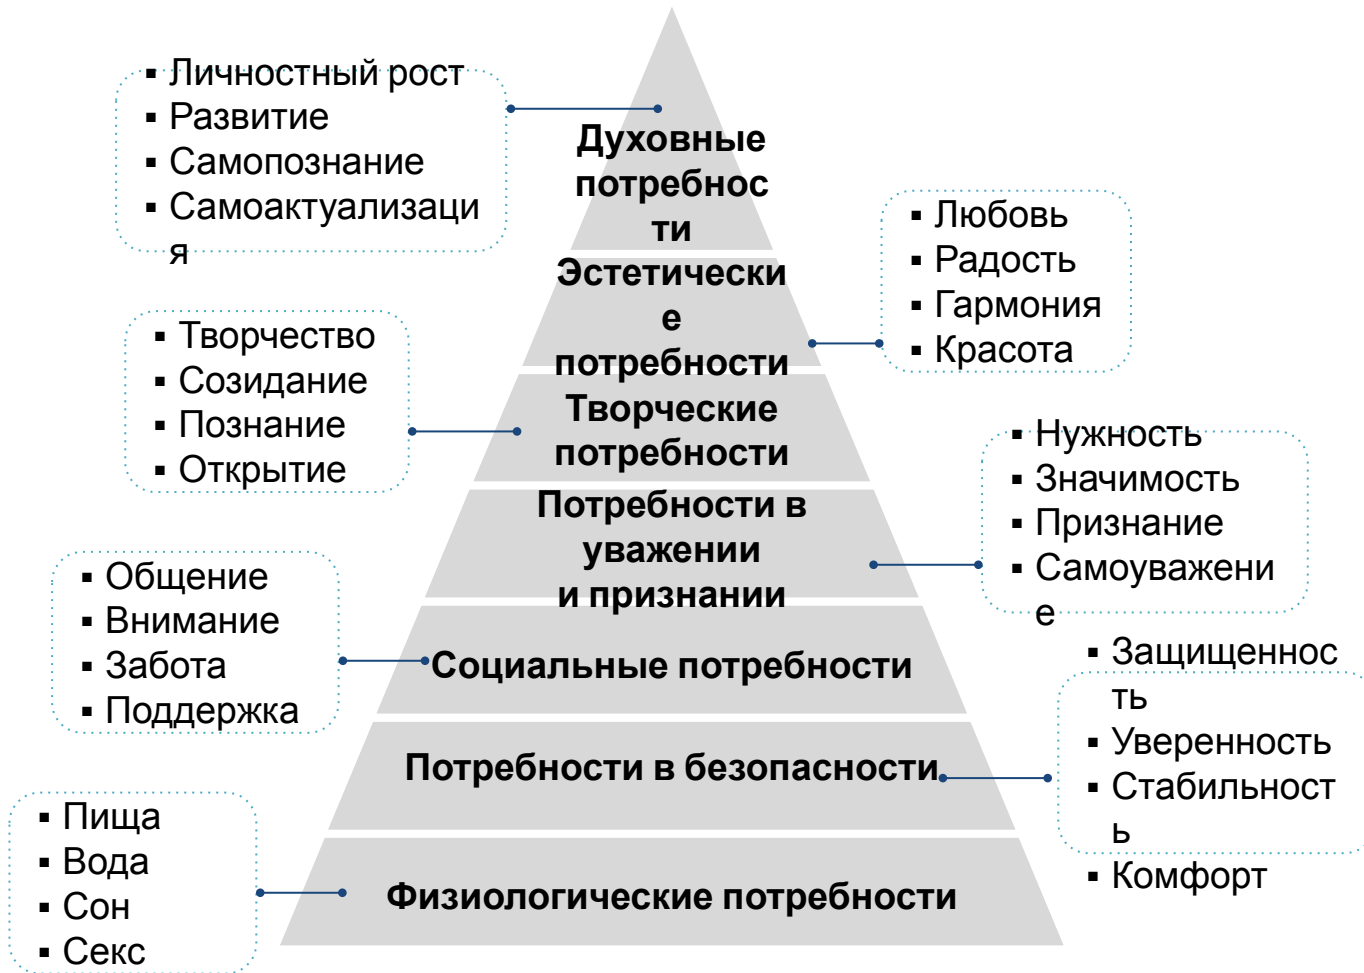 ▪ Личностный рост
▪ Развитие
▪ Самопознание
▪ Самоактуализаци
я
Духовные
потребнос
ти
▪ Любовь
▪ Радость
▪ Гармония
▪ Красота
Эстетически
е
потребности
▪ Творчество
▪ Созидание
▪ Познание
▪ Открытие
Творческие
потребности
▪ Нужность
▪ Значимость
▪ Признание
▪ Самоуважени
е
Потребности в
уважении
и признании
▪ Общение
▪ Внимание
▪ Забота
▪ Поддержка
Социальные потребности
▪ Защищеннос
ть
▪ Уверенность
▪ Стабильност
ь
▪ Комфорт
Потребности в безопасности
▪ Пища
▪ Вода
▪ Сон
▪ Секс
Физиологические потребности